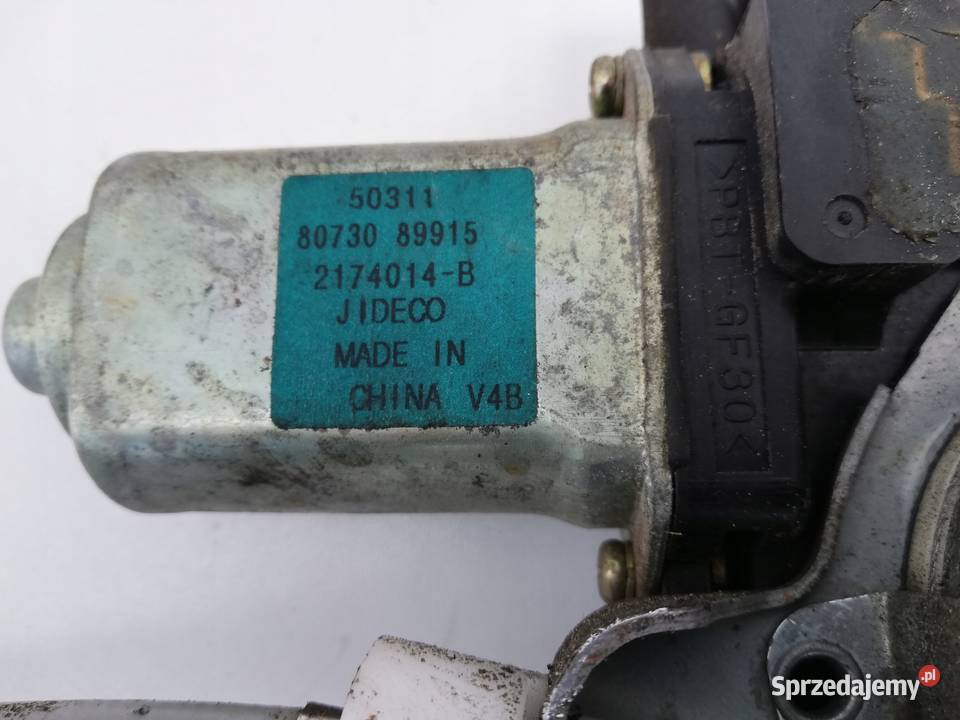 50311
80730 89915
2174014-B
JIDECO
MADE IN
CHINA V4B
>PBT-GF30<
Sprzedajemy.pl